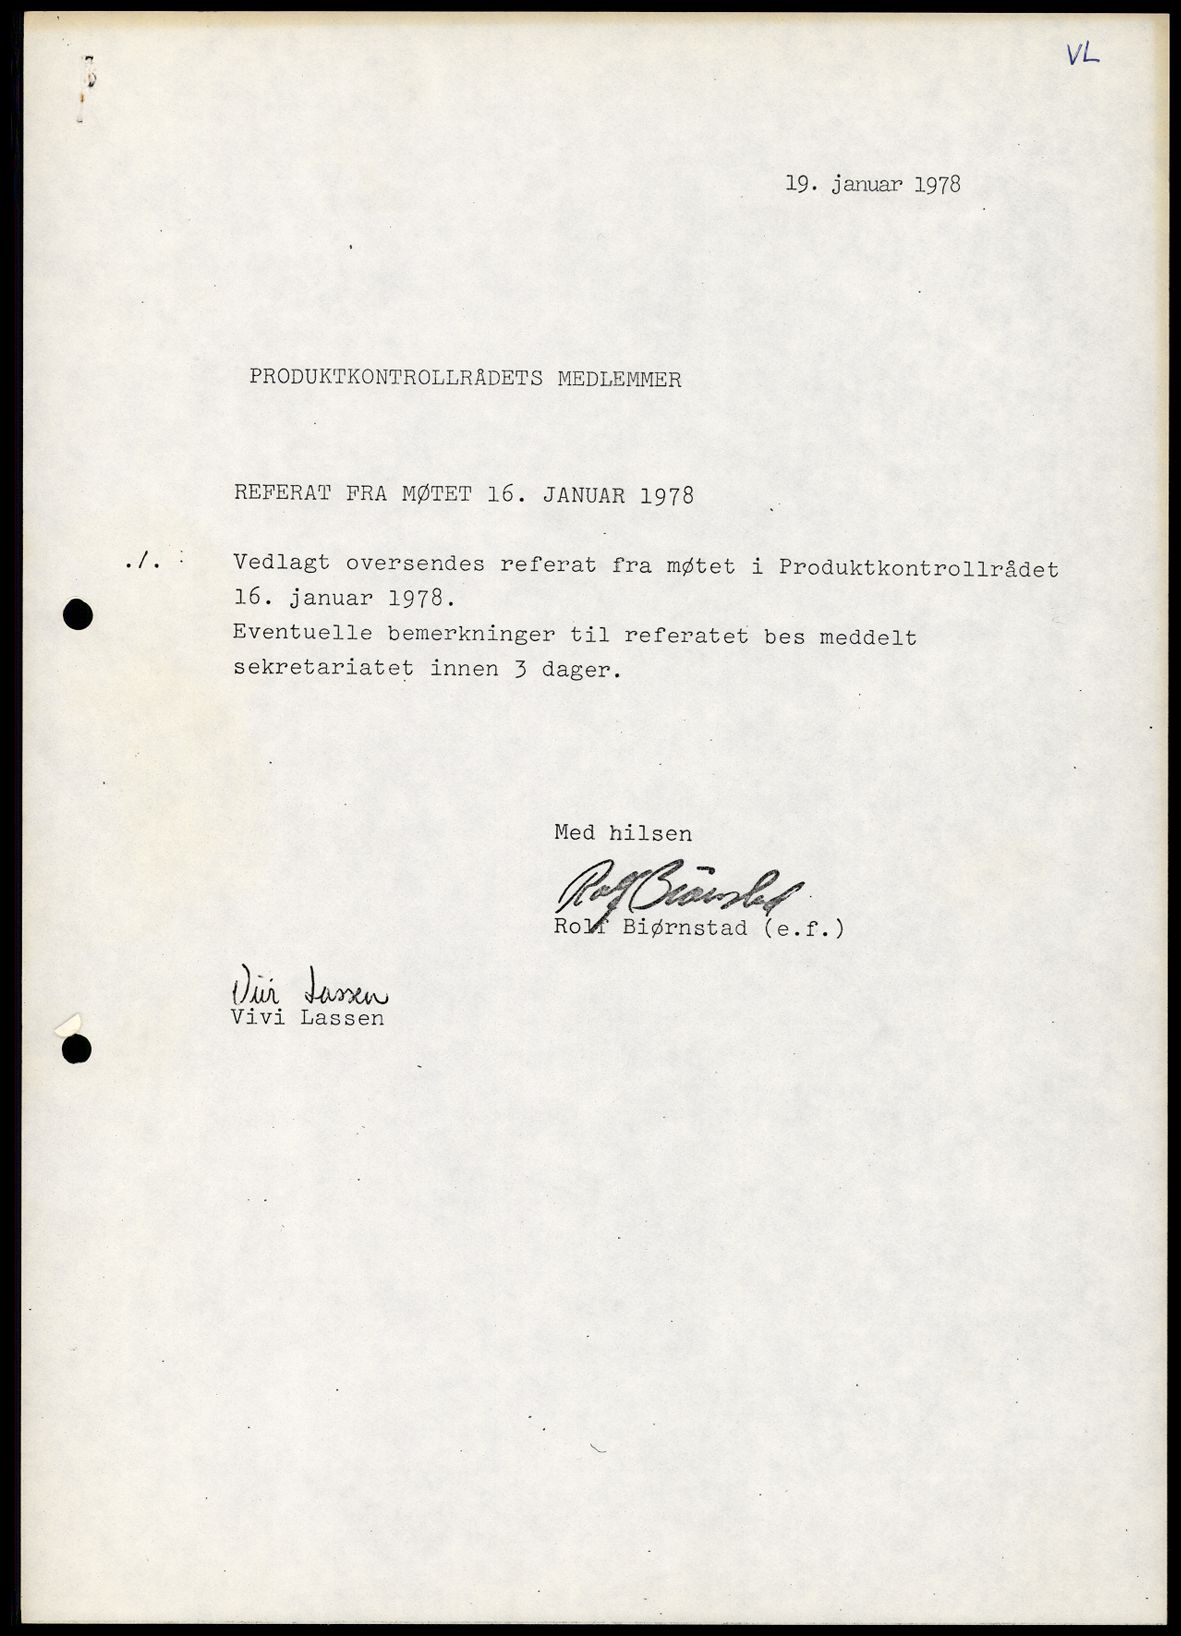 VL
19. januar 1978
PRODUKTKONTROLLRÅDETS MEDLEMMER
REFERAT FRA MØTET 16. JANUAR 1978
./. Vedlagt oversendes referat fra møtet i Produktkontrollrådet
16. januar 1978.
Eventuelle bemerkninger til referatet bes meddelt
sekretariatet innen 3 dager.
Med hilsen
Rolf Biørnstad
Rolf Biørnstad (e.f.)
Vivi Lassen
Vivi Lassen